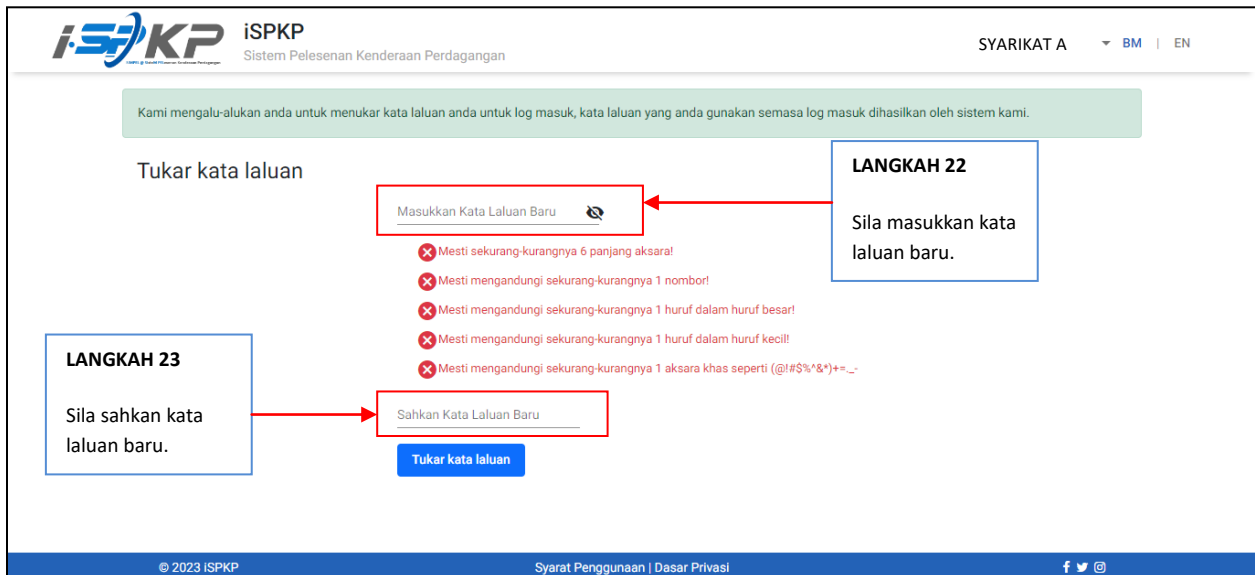 iSPKP
iSPKP
Sistem Pelesenan Kenderaan Perdagangan
SYARIKAT A
BM | EN
Kami mengalu-alukan anda untuk menukar kata laluan anda untuk log masuk, kata laluan yang anda gunakan semasa log masuk dihasilkan oleh sistem kami.
Tukar kata laluan
LANGKAH 22
Sila masukkan kata
laluan baru.
Masukkan Kata Laluan Baru
Mesti sekurang-kurangnya 6 panjang aksara!
Mesti mengandungi sekurang-kurangnya 1 nombor!
Mesti mengandungi sekurang-kurangnya 1 huruf dalam huruf besar!
Mesti mengandungi sekurang-kurangnya 1 huruf dalam huruf kecil!
Mesti mengandungi sekurang-kurangnya 1 aksara khas seperti (@!#$%^&*)+=._-
LANGKAH 23
Sila sahkan kata
laluan baru.
Sahkan Kata Laluan Baru
Tukar kata laluan
© 2023 iSPKP
Syarat Penggunaan | Dasar Privasi